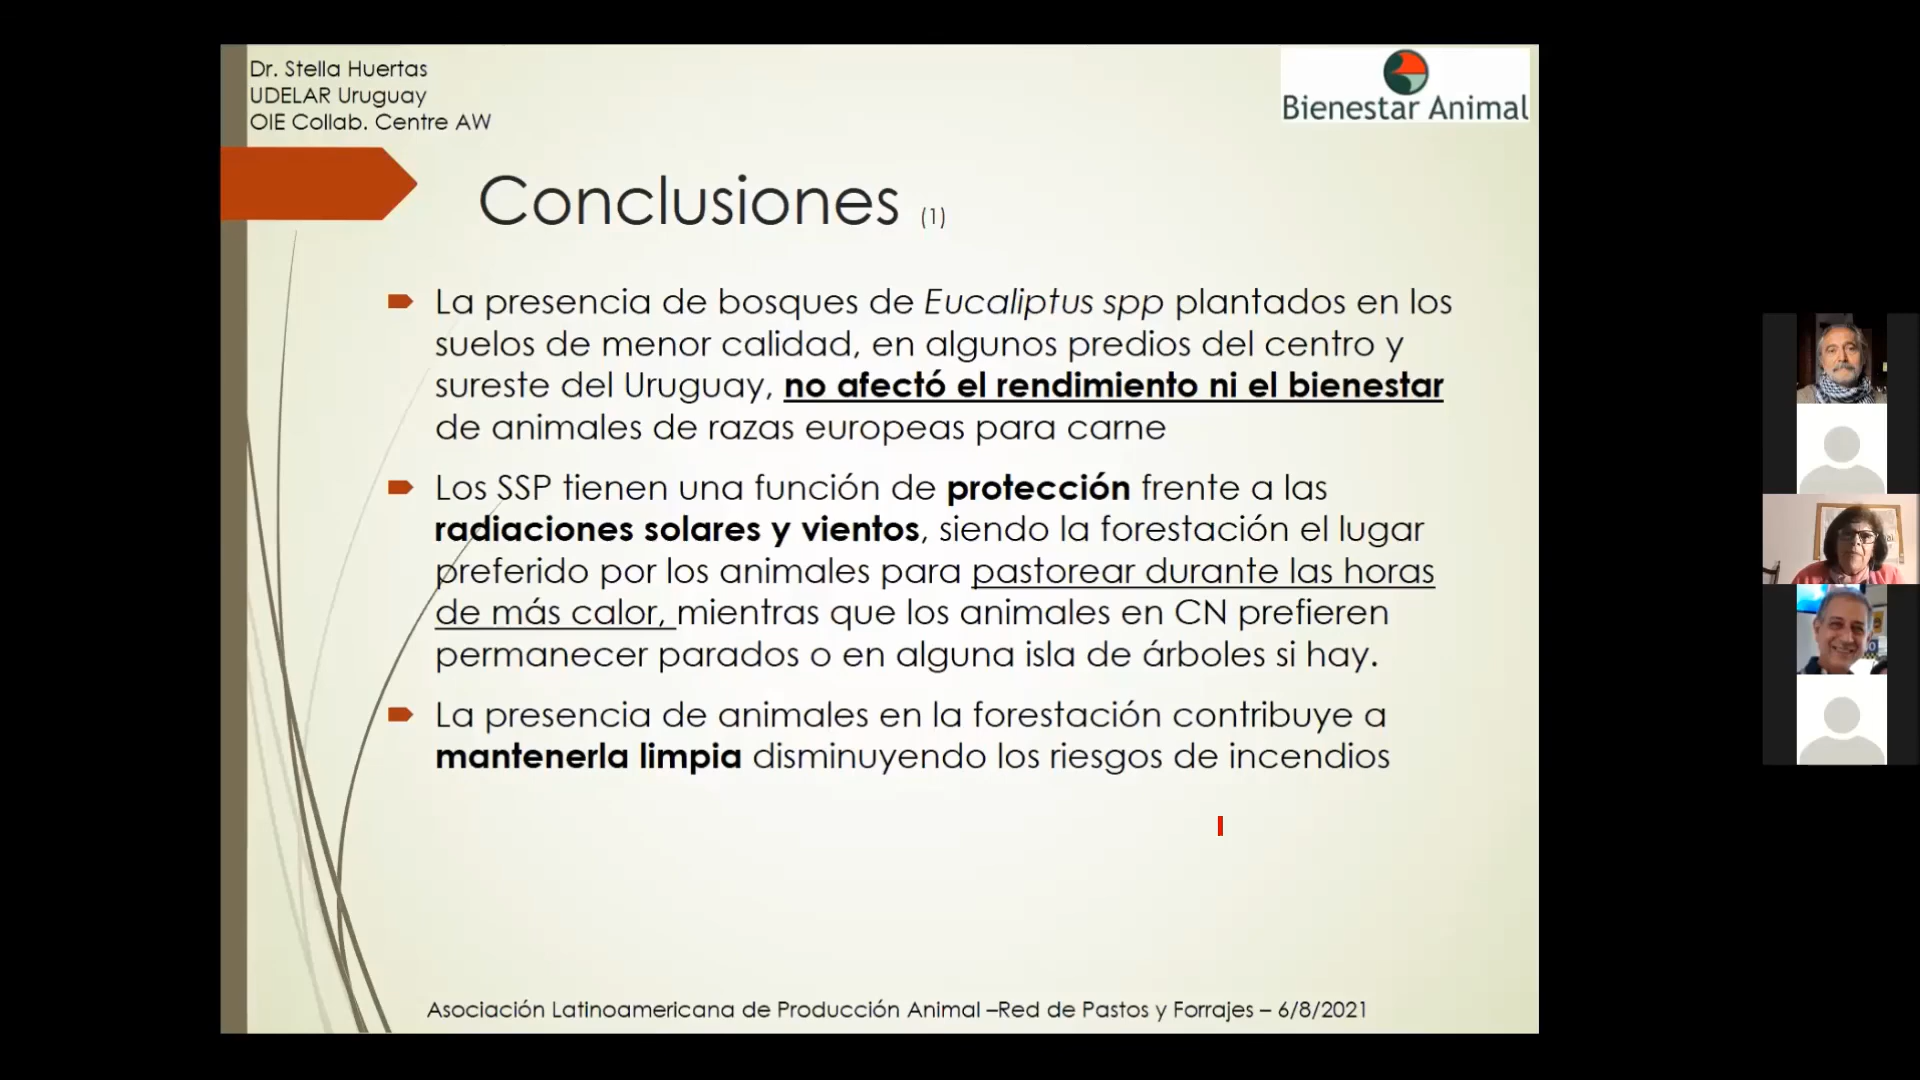 Dr. Stella Huertas
UDELAR Uruguay
OIE Collab. Centre AW
Bienestar Animal
Conclusiones (1)
La presencia de bosques de Eucaliptus spp plantados en los
suelos de menor calidad, en algunos predios del centro y
sureste del Uruguay, no afectó el rendimiento ni el bienestar
de animales de razas europeas para carne
Los SSP tienen una función de protección frente a las
radiaciones solares y vientos, siendo la forestación el lugar
preferido por los animales para pastorear durante las horas
de más calor, mientras que los animales en CN prefieren
permanecer parados o en alguna isla de árboles si hay.
La presencia de animales en la forestación contribuye a
mantenerla limpia disminuyendo los riesgos de incendios
Asociación Latinoamericana de Producción Animal –Red de Pastos y Forrajes – 6/8/2021